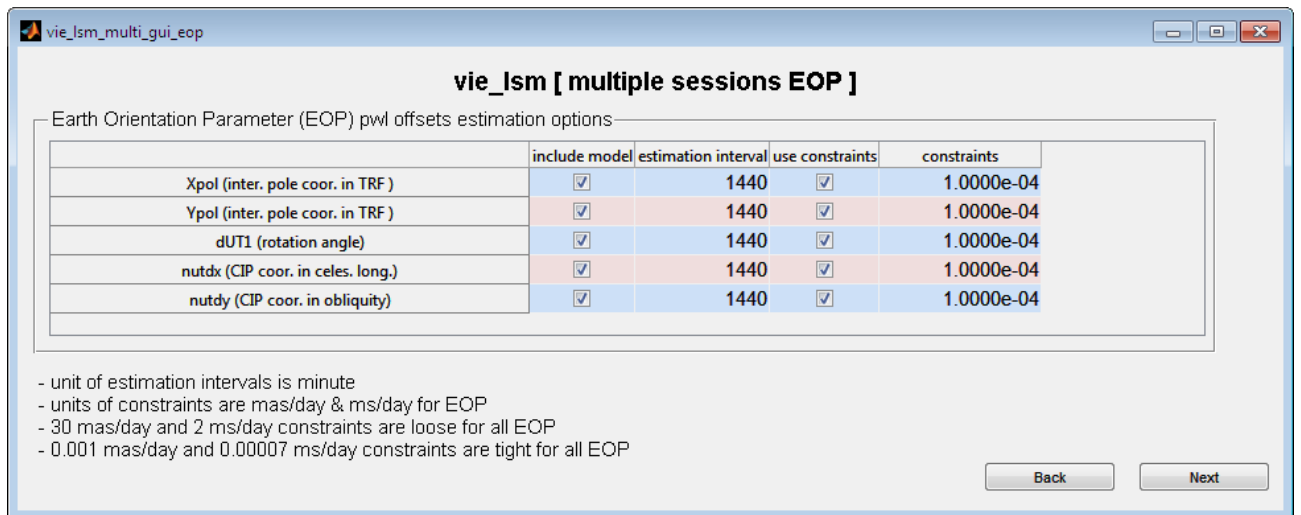 vie_lsm_multi_gui_eop
vie_lsm [ multiple sessions EOP ]
Earth Orientation Parameter (EOP) pwl offsets estimation options
include model estimation interval use constraints constraints
Xpol (inter. pole coor. in TRF ) 1440 1.0000e-04
Ypol (inter. pole coor. in TRF ) 1440 1.0000e-04
dUT1 (rotation angle) 1440 1.0000e-04
nutdx (CIP coor. in celes. long.) 1440 1.0000e-04
nutdy (CIP coor. in obliquity) 1440 1.0000e-04
- unit of estimation intervals is minute
- units of constraints are mas/day & ms/day for EOP
- 30 mas/day and 2 ms/day constraints are loose for all EOP
- 0.001 mas/day and 0.00007 ms/day constraints are tight for all EOP
Back Next